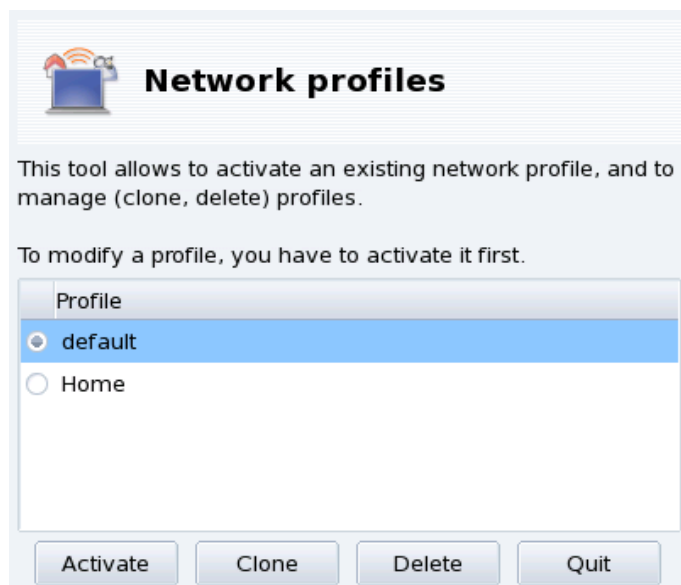 Network profiles
This tool allows to activate an existing network profile, and to
manage (clone, delete) profiles.
To modify a profile, you have to activate it first.
Profile
default
Home
Activate Clone Delete Quit